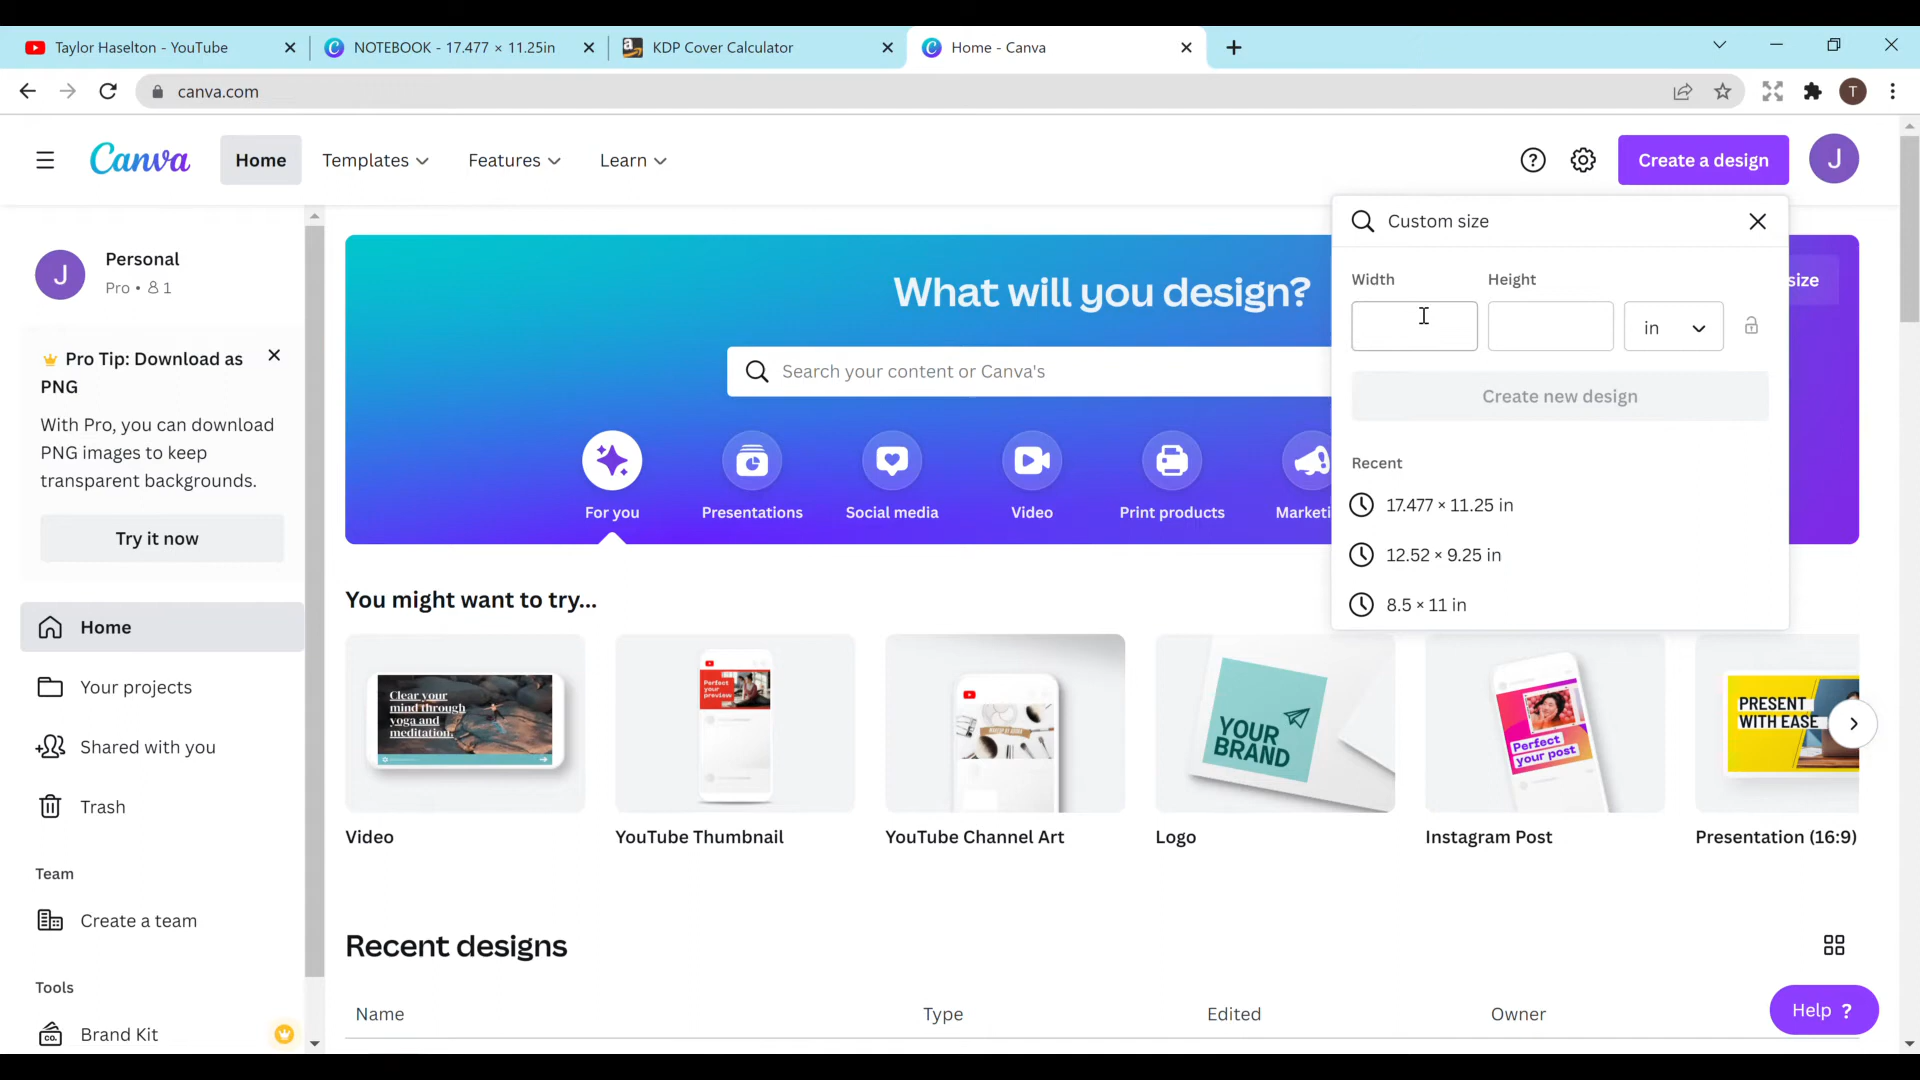 Taylor Haselton - YouTube
NOTEBOOK - 17.477 × 11.25in
KDP Cover Calculator
Home - Canva
canva.com
T
Canva
Home
Templates
Features
Learn
Create a design
J
Custom size
Width
Height
in
Create new design
Recent
17.477 × 11.25 in
12.52 × 9.25 in
8.5 × 11 in
size
J
Personal
Pro • 1
Pro Tip: Download as
PNG
With Pro, you can download
PNG images to keep
transparent backgrounds.
Try it now
Home
Your projects
Shared with you
Trash
Team
Create a team
Tools
CO.
Brand Kit
What will you design?
Search your content or Canva's
For you
Presentations
Social media
Video
Print products
Marketi
You might want to try...
Clear your
mind through
yoga and
meditation.
Perfect
your
preview
YOUR
BRAND
Perfect
your post
PRESENT
WITH EASE
Video
YouTube Thumbnail
YouTube Channel Art
Logo
Instagram Post
Presentation (16:9)
Recent designs
Name
Type
Edited
Owner
Help ?